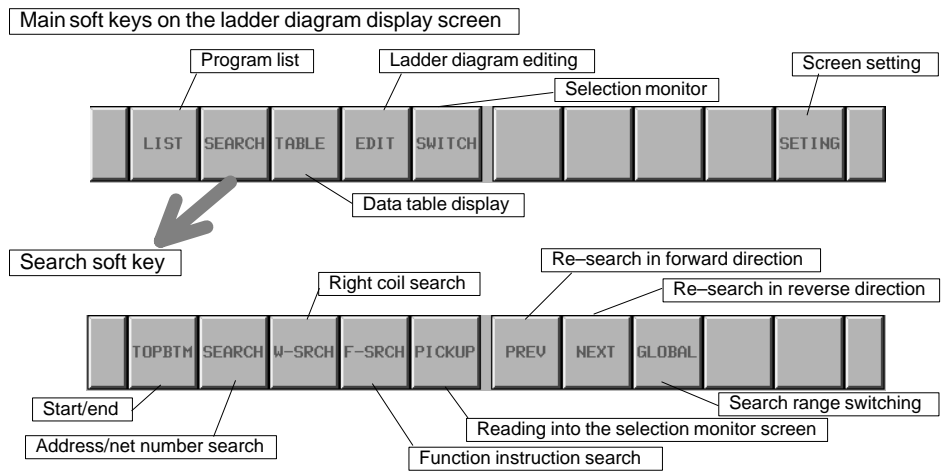 Main soft keys on the ladder diagram display screen
Program list
Ladder diagram editing
Screen setting
Selection monitor
LIST SEARCH TABLE EDIT SWITCH SETING
Data table display
Search soft key
Re–search in forward direction
Right coil search
Re–search in reverse direction
TOPBTM SEARCH W-SRCH F-SRCH PICKUP PREV NEXT GLOBAL
Start/end
Search range switching
Reading into the selection monitor screen
Address/net number search
Function instruction search